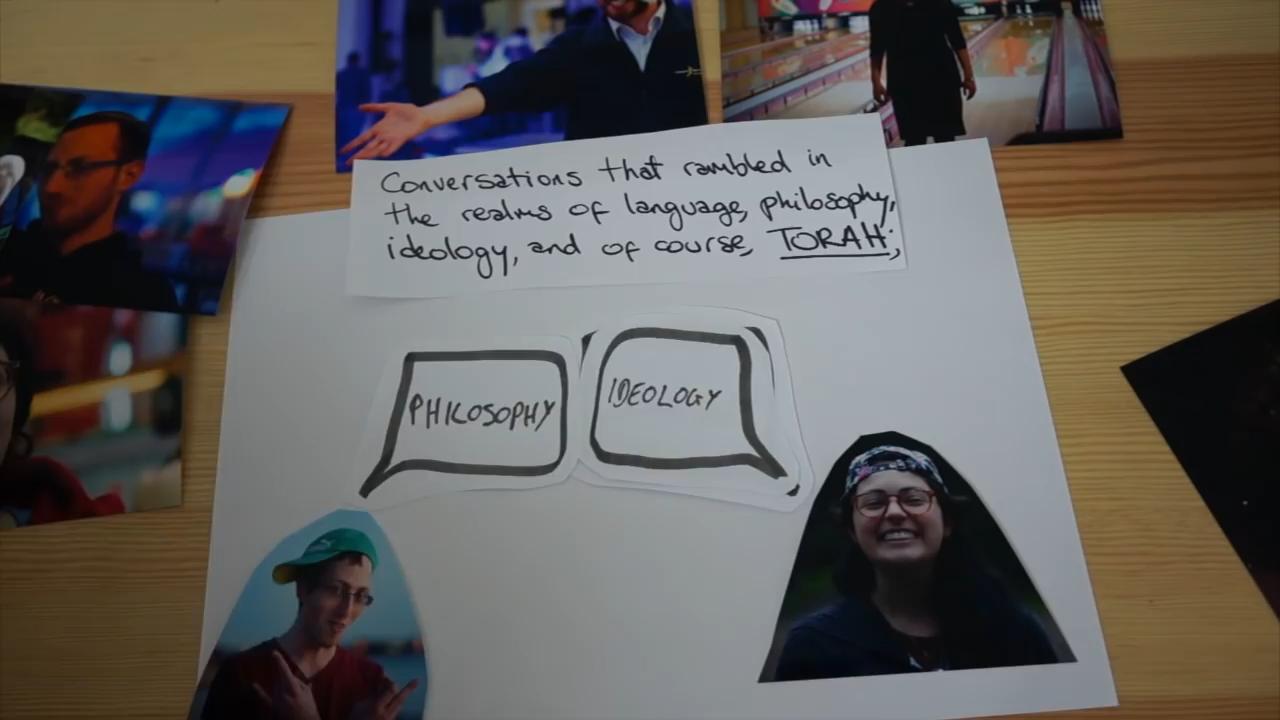 Conversations that rambled in
the realms of language, philosophy,
ideology, and of course, TORAH;
PHILOSOPHY
IDEOLOGY